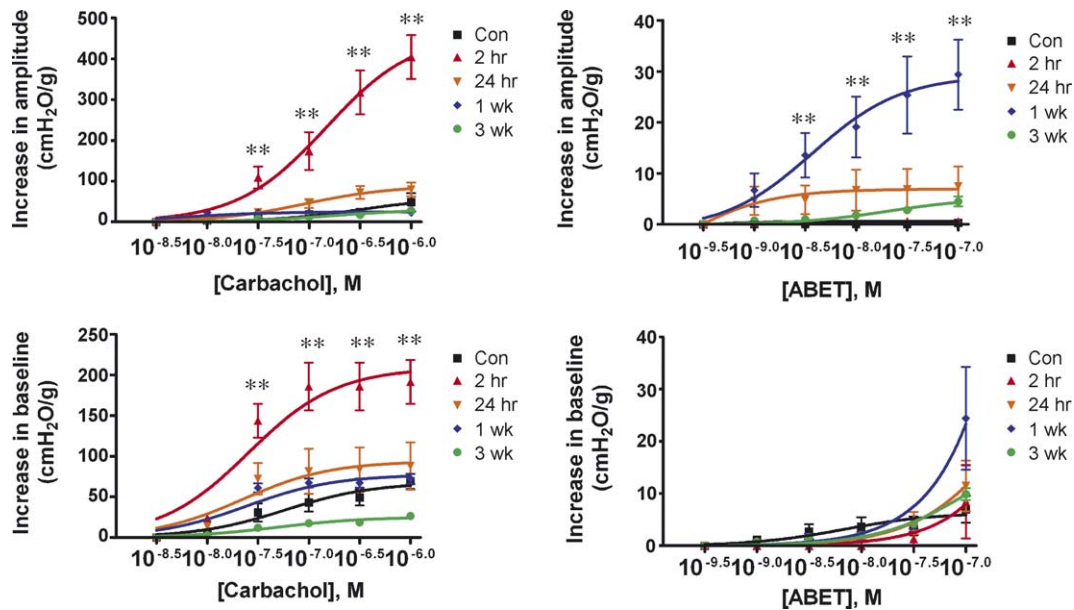 Increase in amplitude
(cmH2O/g)
500
400
300
200
100
0
** ** ** **
10-8.5 10-8.0 10-7.5 10-7.0 10-6.5 10-6.0
[Carbachol], M
Con
2 hr
24 hr
1 wk
3 wk
Increase in amplitude
(cmH2O/g)
40
30
20
10
0
** ** ** **
10-9.5 10-9.0 10-8.5 10-8.0 10-7.5 10-7.0
[ABET], M
Con
2 hr
24 hr
1 wk
3 wk
Increase in baseline
(cmH2O/g)
250
200
150
100
50
0
** ** ** **
10-8.5 10-8.0 10-7.5 10-7.0 10-6.5 10-6.0
[Carbachol], M
Con
2 hr
24 hr
1 wk
3 wk
Increase in baseline
(cmH2O/g)
40
30
20
10
0
10-9.5 10-9.0 10-8.5 10-8.0 10-7.5 10-7.0
[ABET], M
Con
2 hr
24 hr
1 wk
3 wk